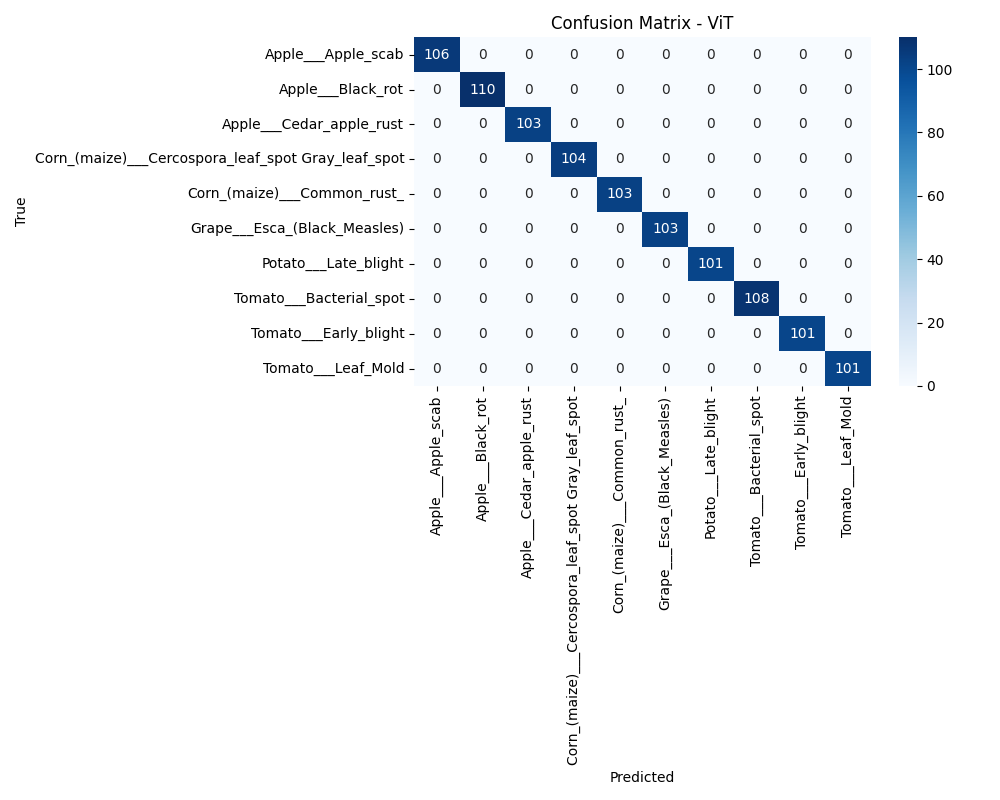 Confusion Matrix - ViT
True
Apple___Apple_scab 106 0 0 0 0 0 0 0 0 0
Apple___Black_rot 0 110 0 0 0 0 0 0 0 0
Apple___Cedar_apple_rust 0 0 103 0 0 0 0 0 0 0
Corn_(maize)___Cercospora_leaf_spot Gray_leaf_spot 0 0 0 104 0 0 0 0 0 0
Corn_(maize)___Common_rust_ 0 0 0 0 103 0 0 0 0 0
Grape___Esca_(Black_Measles) 0 0 0 0 0 103 0 0 0 0
Potato___Late_blight 0 0 0 0 0 0 101 0 0 0
Tomato___Bacterial_spot 0 0 0 0 0 0 0 108 0 0
Tomato___Early_blight 0 0 0 0 0 0 0 0 101 0
Tomato___Leaf_Mold 0 0 0 0 0 0 0 0 0 101
Apple___Apple_scab
Apple___Black_rot
Apple___Cedar_apple_rust
Corn_(maize)___Cercospora_leaf_spot Gray_leaf_spot
Corn_(maize)___Common_rust_
Grape___Esca_(Black_Measles)
Potato___Late_blight
Tomato___Bacterial_spot
Tomato___Early_blight
Tomato___Leaf_Mold
Predicted
100
80
60
40
20
0